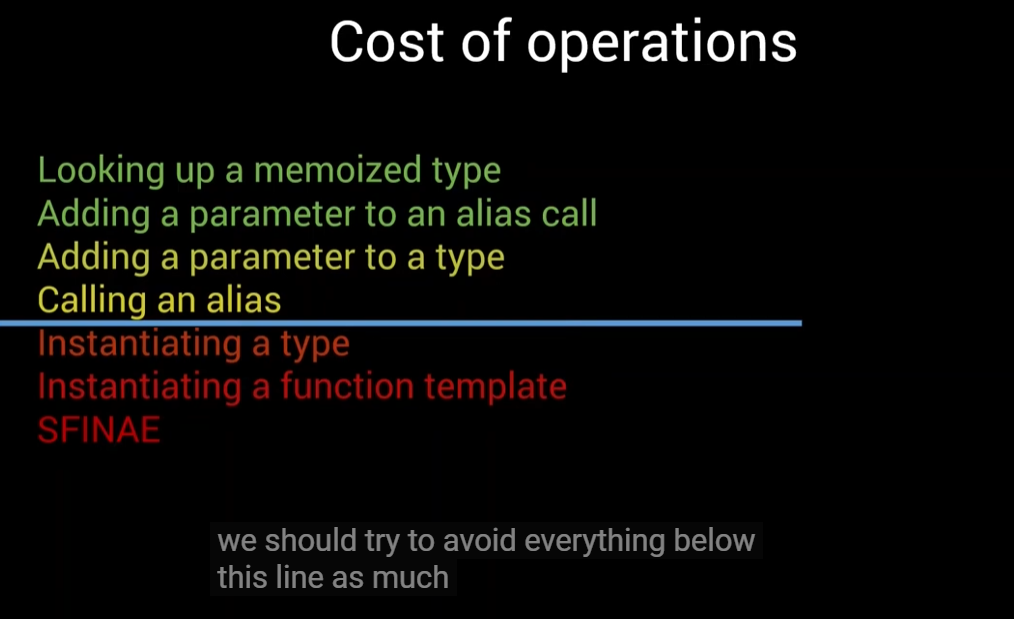 Cost of operations
Looking up a memoized type
Adding a parameter to an alias call
Adding a parameter to a type
Calling an alias
Instantiating a type
Instantiating a function template
SFINAE
we should try to avoid everything below
this line as much